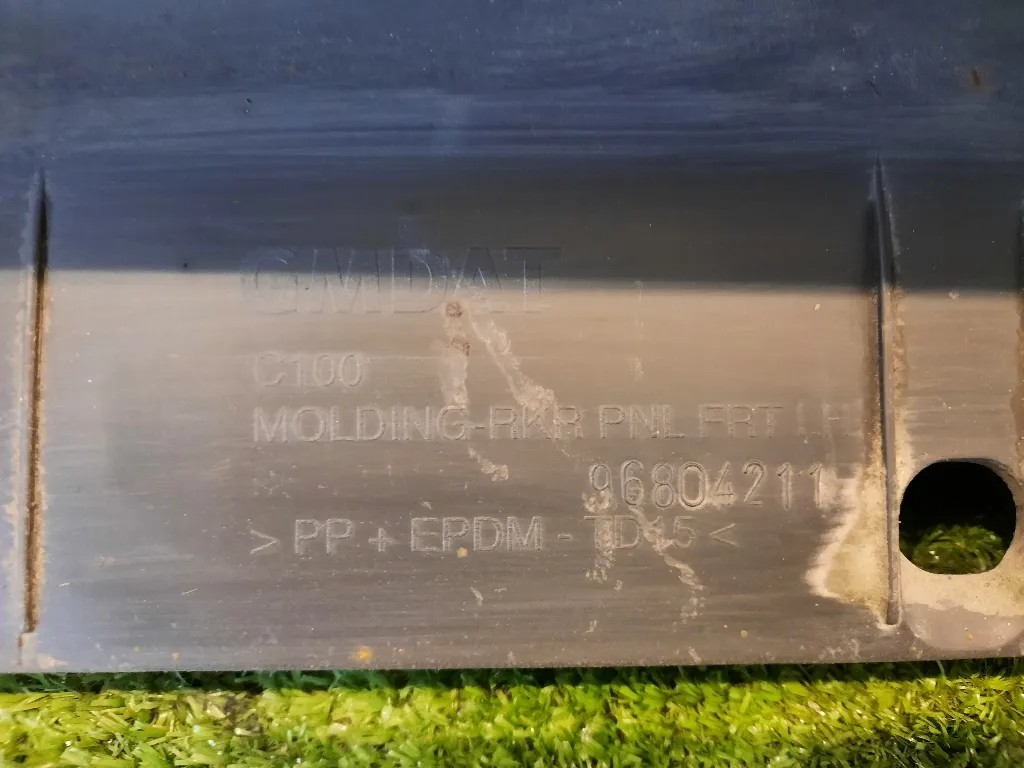 GMDAT
C100
MOLDING-RKR PNL FRT LH
96804211
>PP + EPDM - TD15<